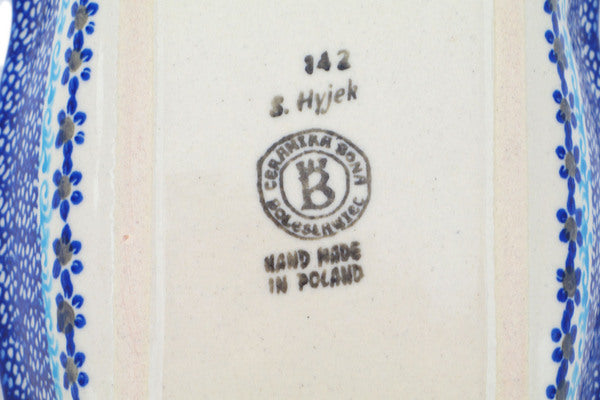 142
S. Hyjek
CERAMIKA BONA
B
BOLESŁAWIEC
HAND MADE
IN POLAND